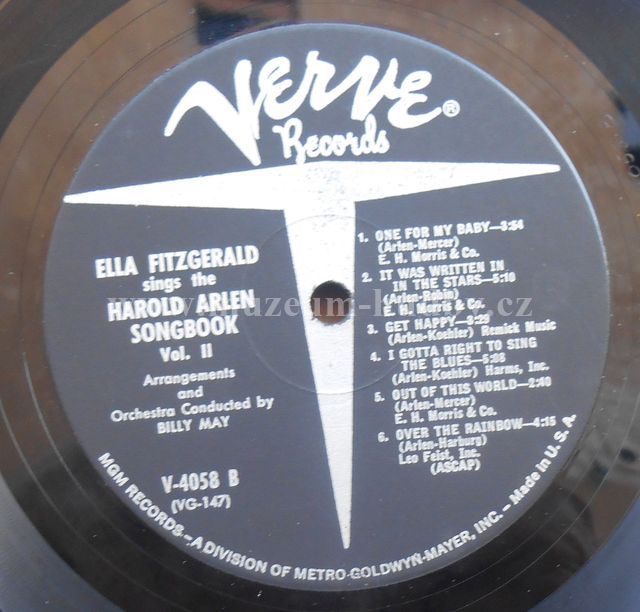 Verve®
Records
ELLA FITZGERALD
sings the
HAROLD ARLEN
SONGBOOK
Vol. II
Arrangements
and
Orchestra Conducted by
BILLY MAY
V-4058 B
(VG-147)
1. ONE FOR MY BABY—3:54
(Arlen-Mercer)
E. H. Morris & Co.
2. IT WAS WRITTEN IN
IN THE STARS—5:10
(Arlen-Robin)
E. H. Morris & Co.
3. GET HAPPY—3:28
(Arlen-Koehler) Remick Music
4. I GOTTA RIGHT TO SING
THE BLUES—5:08
(Arlen-Koehler) Harms, Inc.
5. OUT OF THIS WORLD—2:40
(Arlen-Mercer)
E. H. Morris & Co.
6. OVER THE RAINBOW—4:15
(Arlen-Harburg)
Leo Feist, Inc.
(ASCAP)
MGM RECORDS—A DIVISION OF METRO-GOLDWYN-MAYER, INC.—Made in U.S.A.